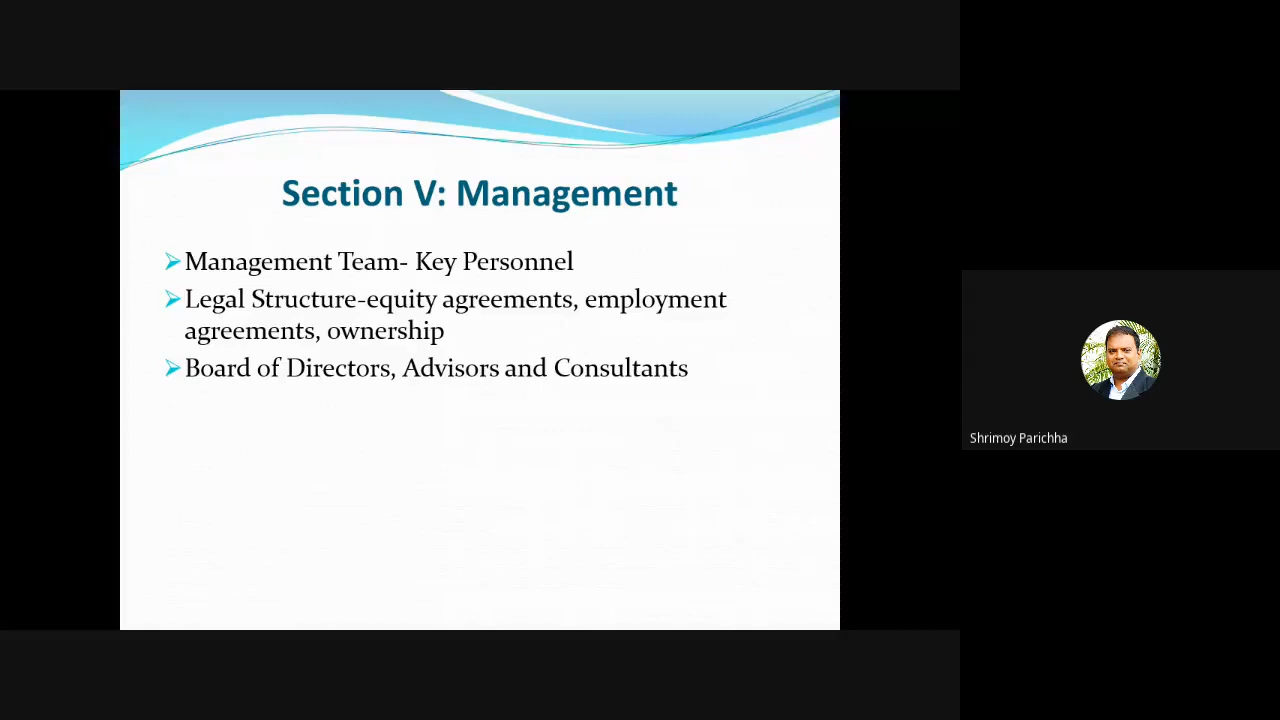 Section V: Management
Management Team- Key Personnel
Legal Structure-equity agreements, employment
agreements, ownership
Board of Directors, Advisors and Consultants
Shrimoy Parichha